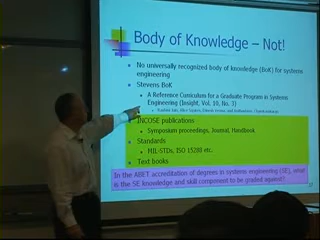 Body of Knowledge – Not!
No universally recognized body of knowledge (BoK) for systems
engineering
Stevens BoK
A Reference Curriculum for a Graduate Program in Systems
Engineering (Insight, Vol. 10, No. 3)
INCOSE publications
Symposium proceedings, Journal, Handbook
Standards
MIL-STDs, ISO 15288 etc.
Text books
In the ABET accreditation of degrees in systems engineering (SE), what
is the SE knowledge and skill component to be graded against?